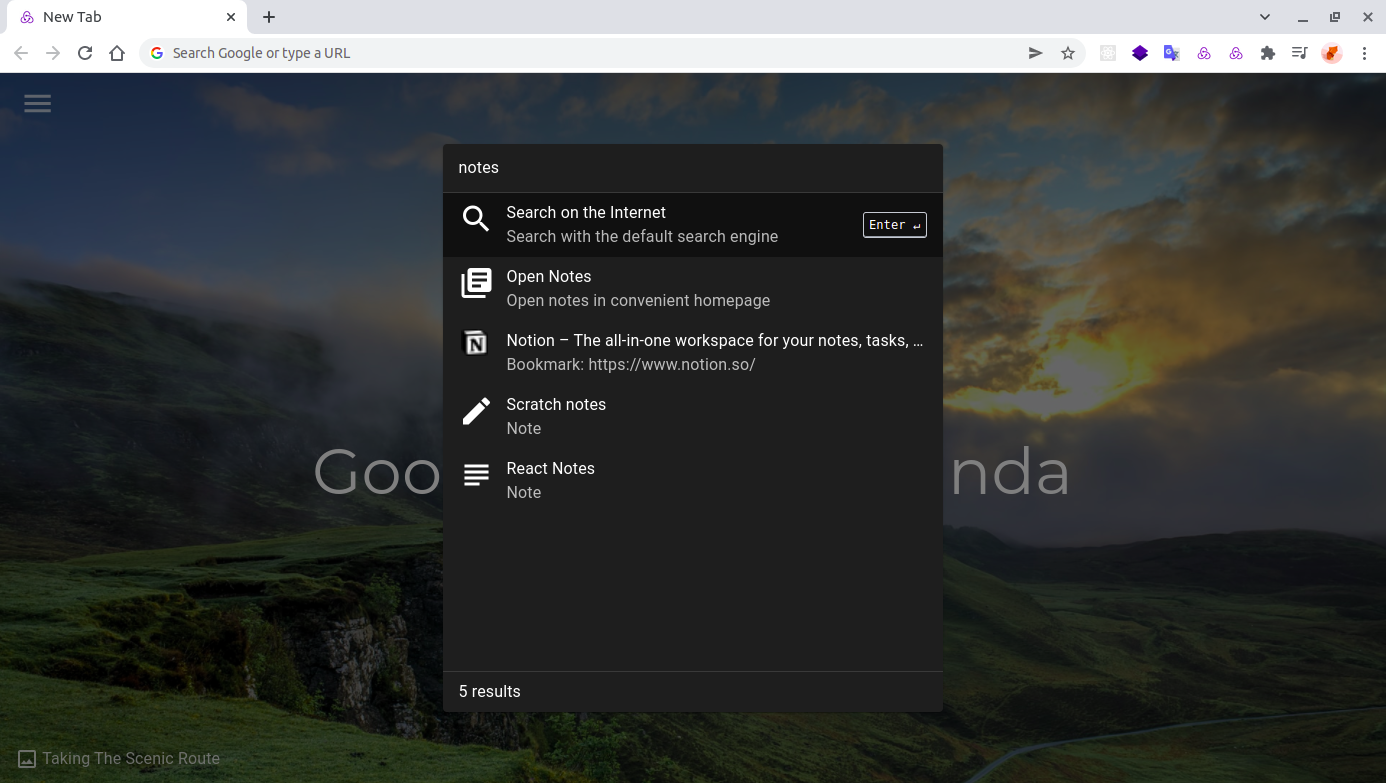 New Tab
Search Google or type a URL
notes
Search on the Internet
Search with the default search engine
Enter ↵
Open Notes
Open notes in convenient homepage
Notion – The all-in-one workspace for your notes, tasks, …
Bookmark: https://www.notion.so/
Scratch notes
Note
React Notes
Note
Goo
nda
5 results
Taking The Scenic Route